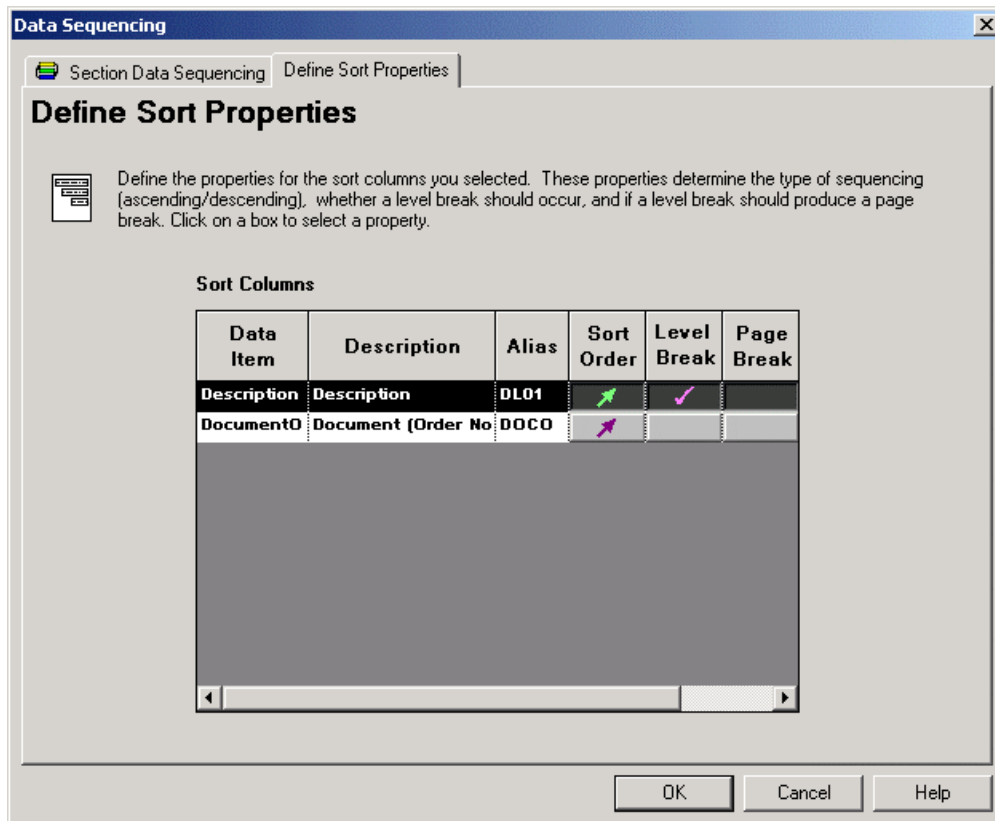 Data Sequencing
Section Data Sequencing
Define Sort Properties
Define Sort Properties
Define the properties for the sort columns you selected. These properties determine the type of sequencing
(ascending/descending), whether a level break should occur, and if a level break should produce a page
break. Click on a box to select a property.
Sort Columns
Data Item Description Alias Sort Order Level Break Page Break
Description Description DL01
DocumentO Document (Order No DOCO
OK Cancel Help